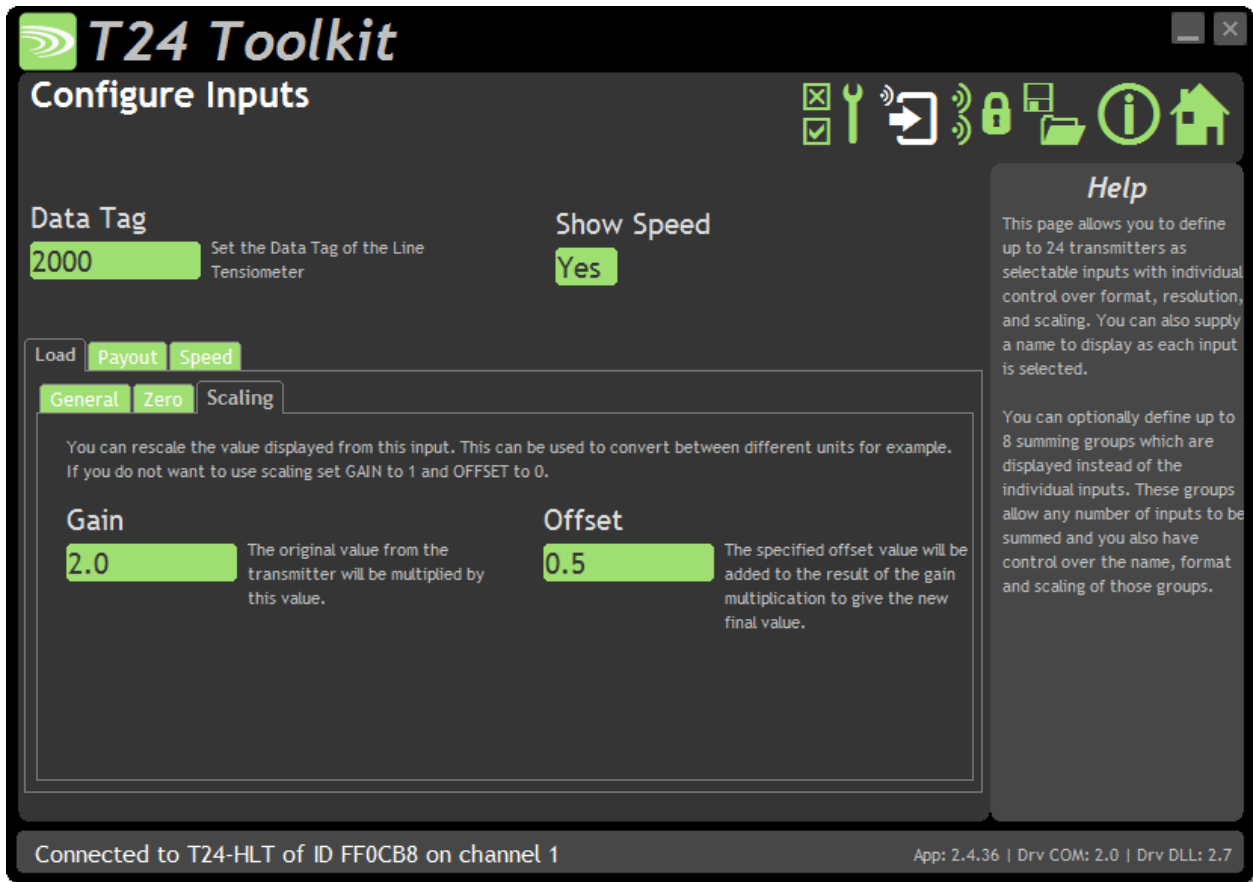 T24 Toolkit
Configure Inputs
Data Tag
2000
Set the Data Tag of the Line
Tensiometer
Show Speed
Yes
Load Payout Speed
General Zero Scaling
You can rescale the value displayed from this input. This can be used to convert between different units for example.
If you do not want to use scaling set GAIN to 1 and OFFSET to 0.
Gain
2.0
The original value from the
transmitter will be multiplied by
this value.
Offset
0.5
The specified offset value will be
added to the result of the gain
multiplication to give the new
final value.
Help
This page allows you to define
up to 24 transmitters as
selectable inputs with individual
control over format, resolution,
and scaling. You can also supply
a name to display as each input
is selected.
You can optionally define up to
8 summing groups which are
displayed instead of the
individual inputs. These groups
allow any number of inputs to be
summed and you also have
control over the name, format
and scaling of those groups.
Connected to T24-HLT of ID FF0CB8 on channel 1
App: 2.4.36 | Drv COM: 2.0 | Drv DLL: 2.7